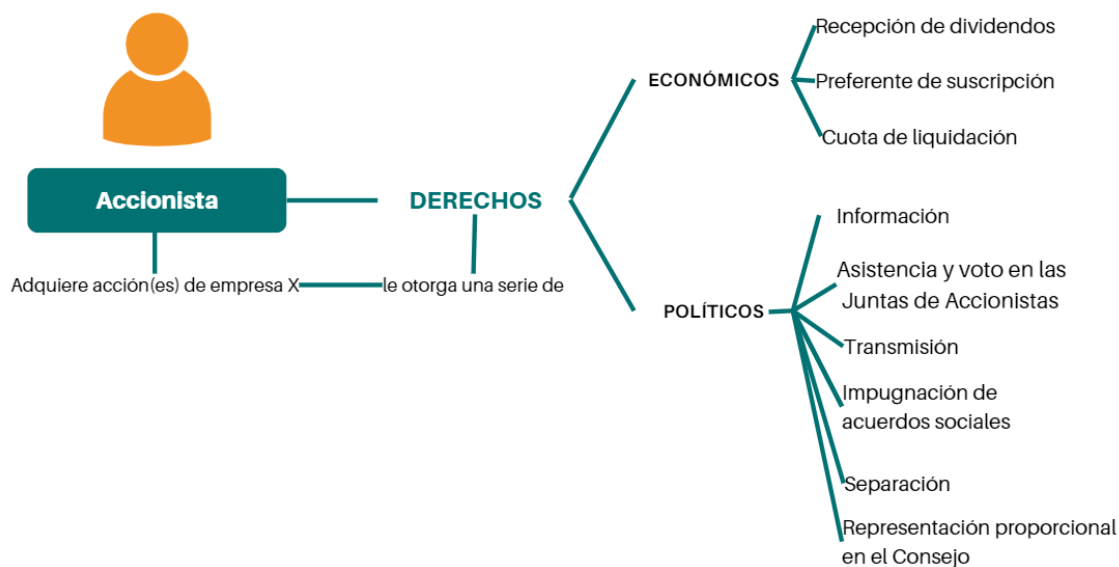 Accionista
DERECHOS
Adquiere acción(es) de empresa X
le otorga una serie de
ECONÓMICOS
Recepción de dividendos
Preferente de suscripción
Cuota de liquidación
POLÍTICOS
Información
Asistencia y voto en las
Juntas de Accionistas
Transmisión
Impugnación de
acuerdos sociales
Separación
Representación proporcional
en el Consejo